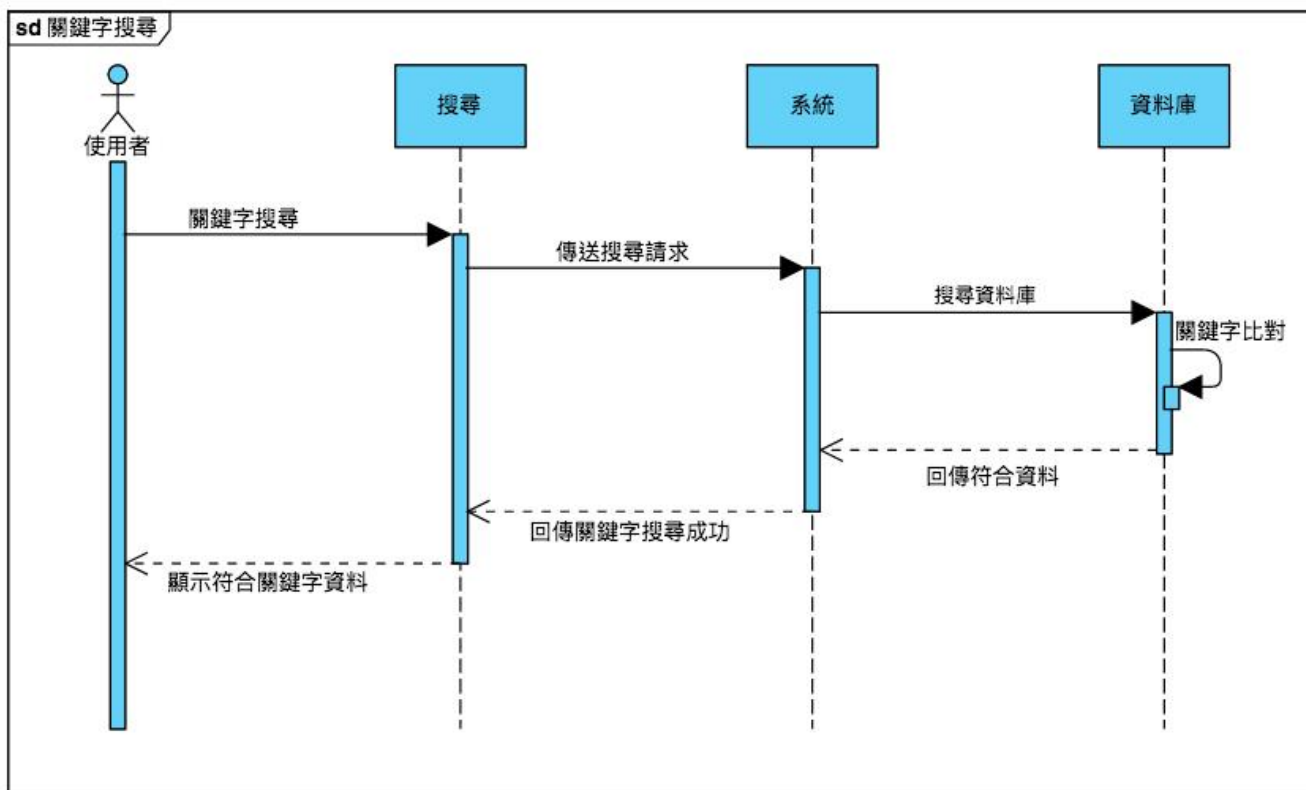 sd 關鍵字搜尋
使用者
搜尋
系統
資料庫
關鍵字搜尋
傳送搜尋請求
搜尋資料庫
關鍵字比對
回傳符合資料
回傳關鍵字搜尋成功
顯示符合關鍵字資料